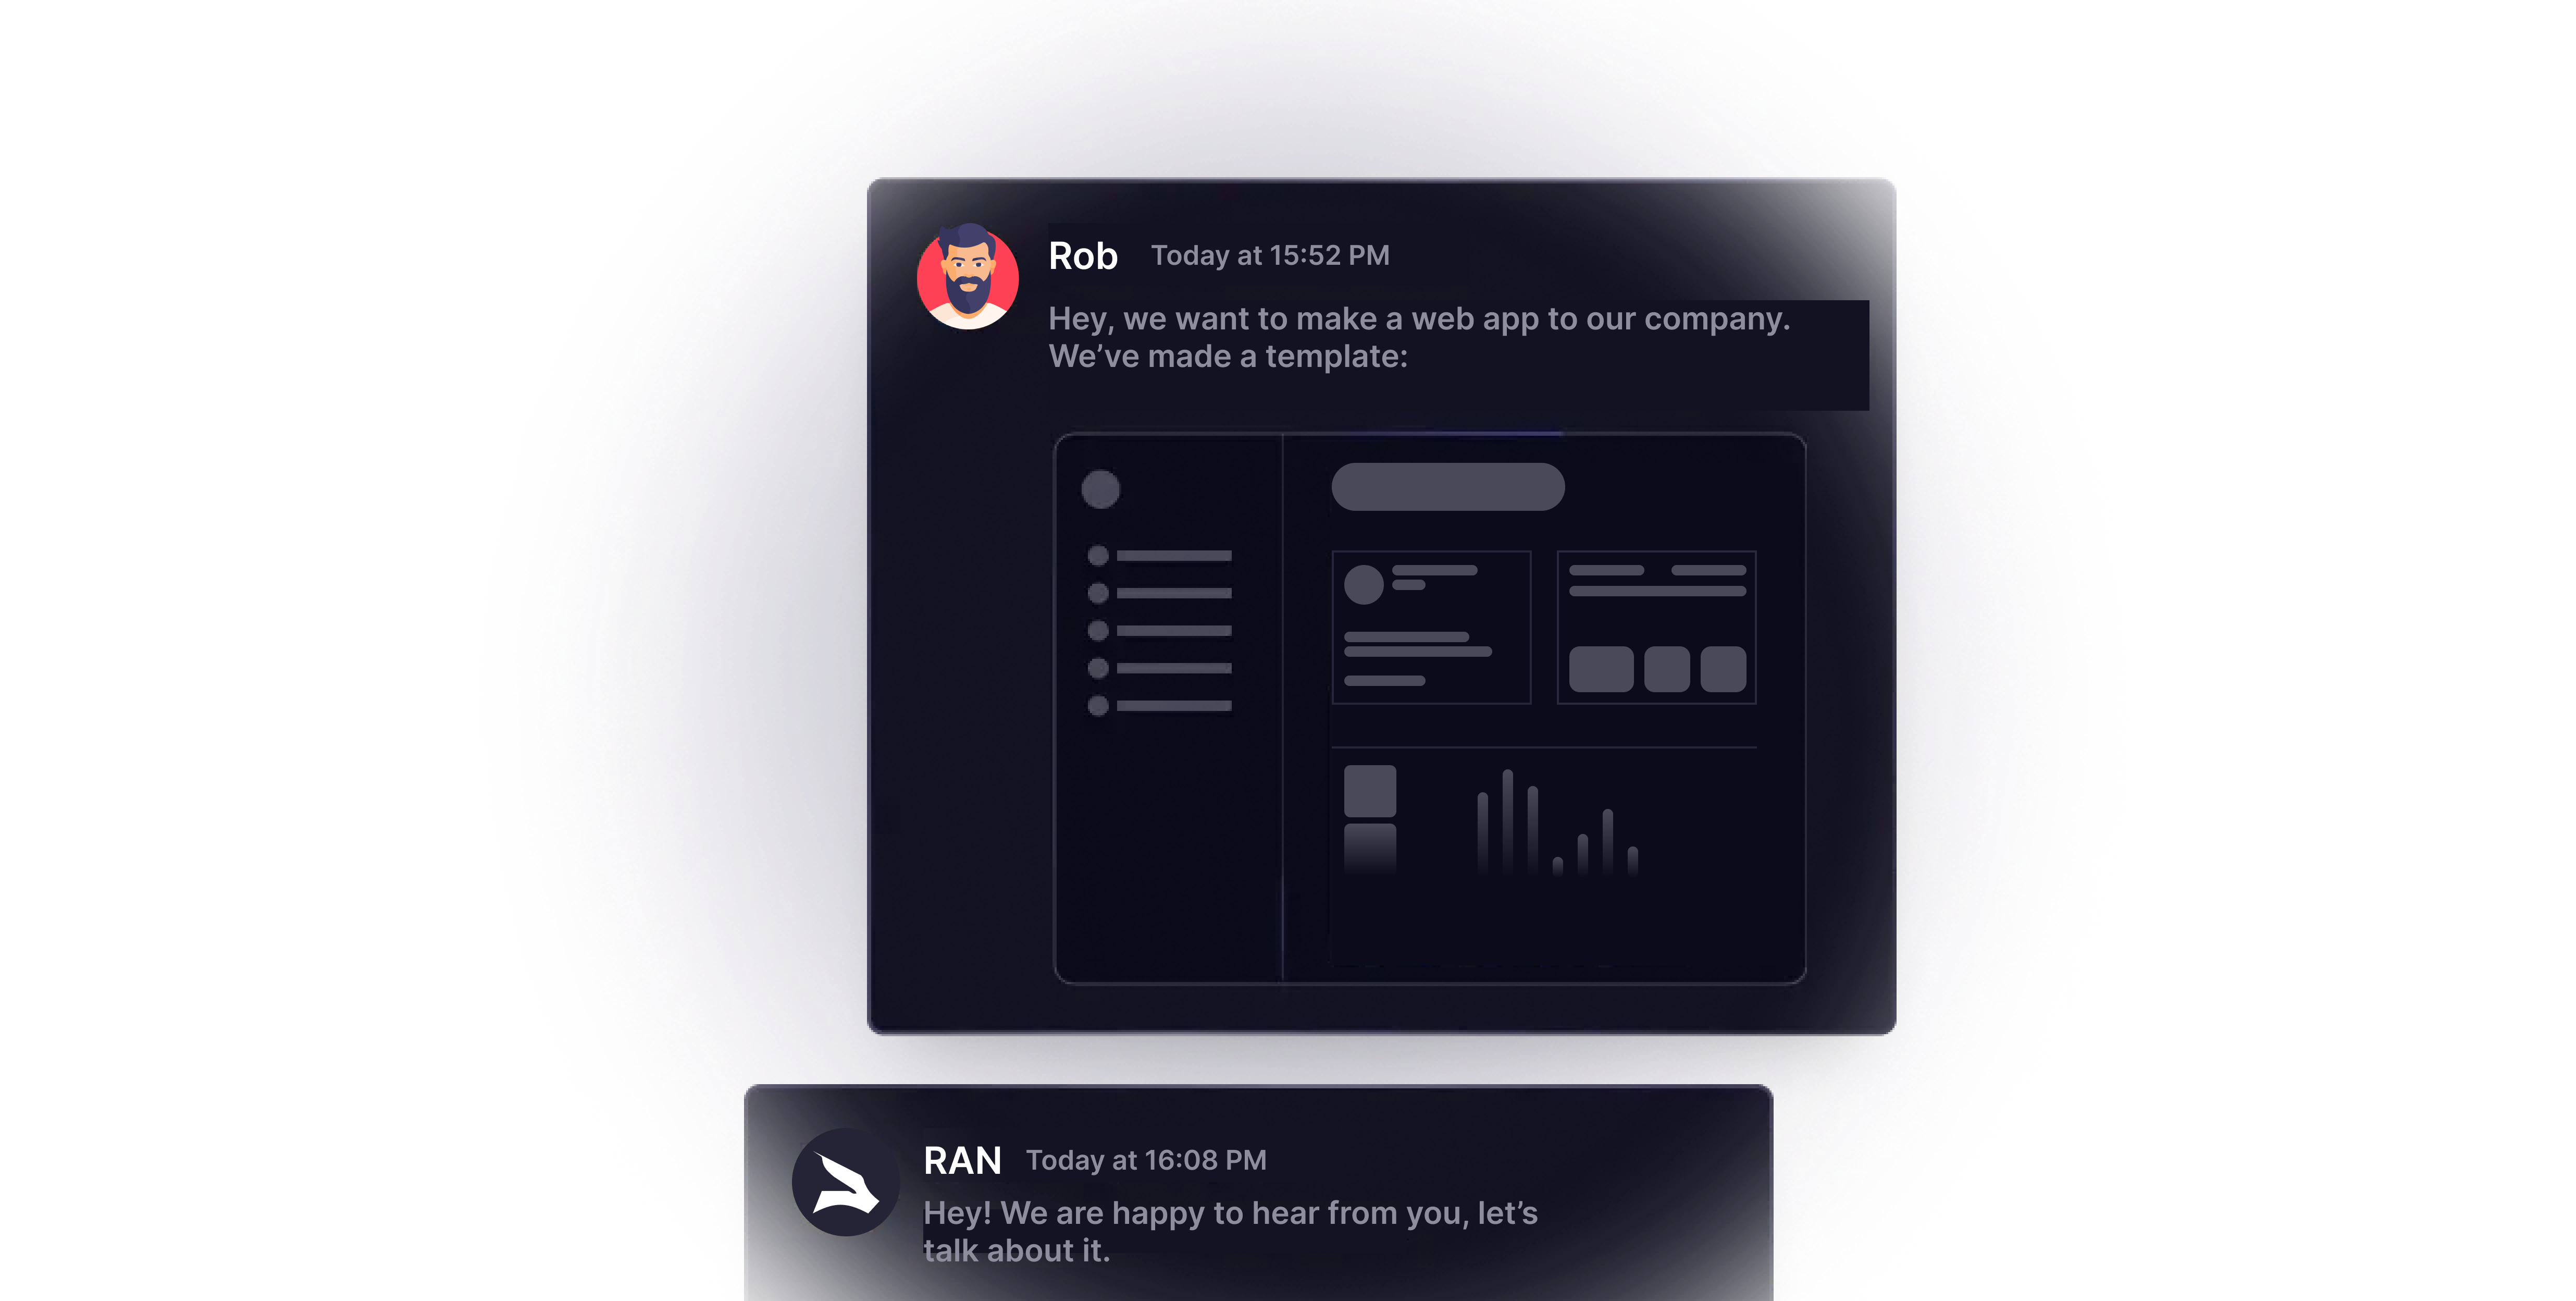 Rob Today at 15:52 PM
Hey, we want to make a web app to our company.
We’ve made a template:
RAN Today at 16:08 PM
Hey! We are happy to hear from you, let’s
talk about it.